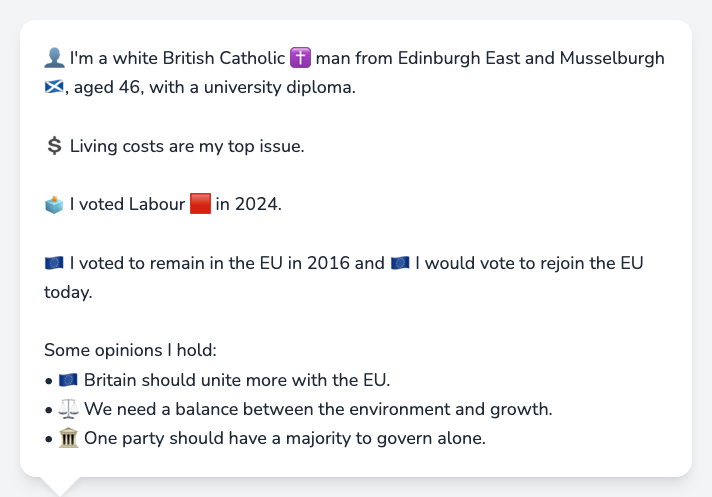 👤 I'm a white British Catholic ✝️ man from Edinburgh East and Musselburgh
🏴󠁧󠁢󠁳󠁣󠁴󠁿, aged 46, with a university diploma.
💲 Living costs are my top issue.
🗳️ I voted Labour 🟥 in 2024.
🇪🇺 I voted to remain in the EU in 2016 and 🇪🇺 I would vote to rejoin the EU
today.
Some opinions I hold:
• 🇪🇺 Britain should unite more with the EU.
• ⚖️ We need a balance between the environment and growth.
• 🏛️ One party should have a majority to govern alone.